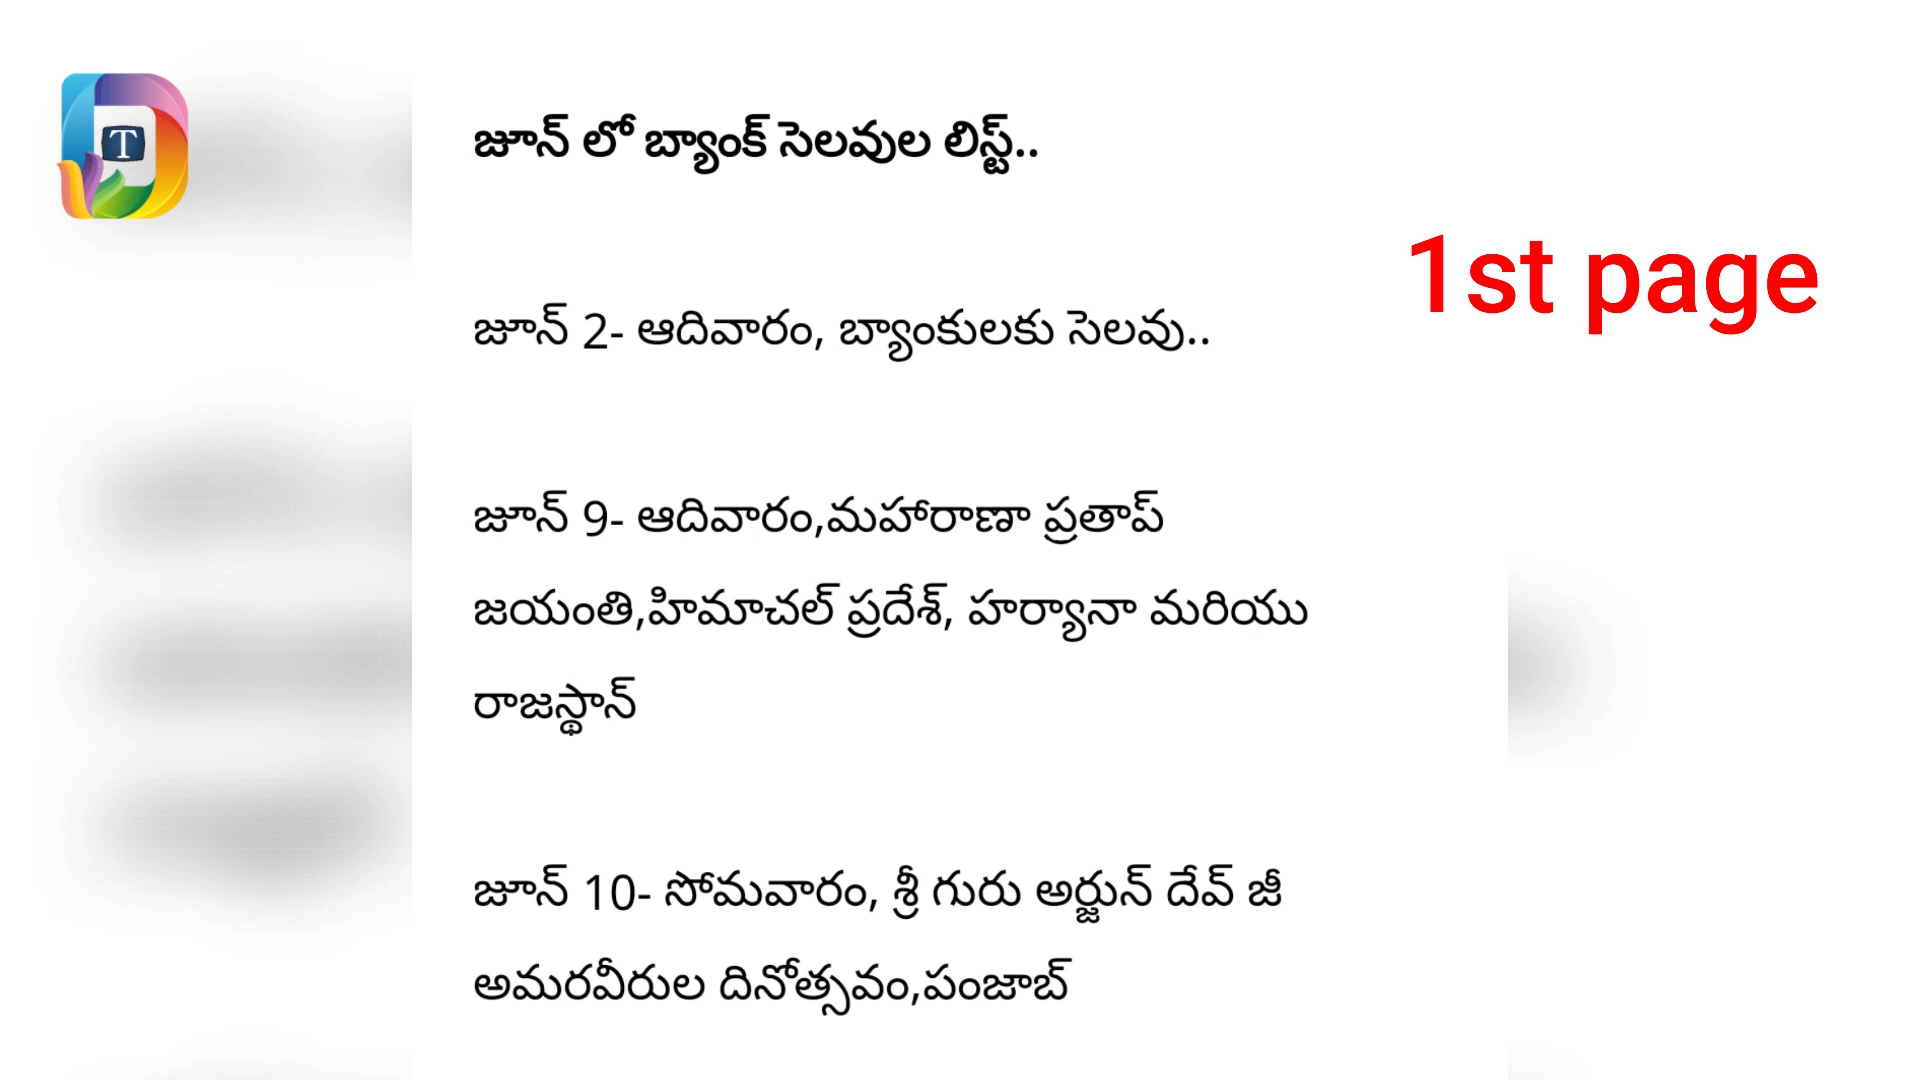 T
జూన్ లో బ్యాంక్ సెలవుల లిస్ట్..
1st page
జూన్ 2- ఆదివారం, బ్యాంకులకు సెలవు..
జూన్ 9- ఆదివారం,మహారాణా ప్రతాప్
జయంతి,హిమాచల్ ప్రదేశ్, హర్యానా మరియు
రాజస్థాన్
జూన్ 10- సోమవారం, శ్రీ గురు అర్జున్ దేవ్ జీ
అమరవీరుల దినోత్సవం,పంజాబ్